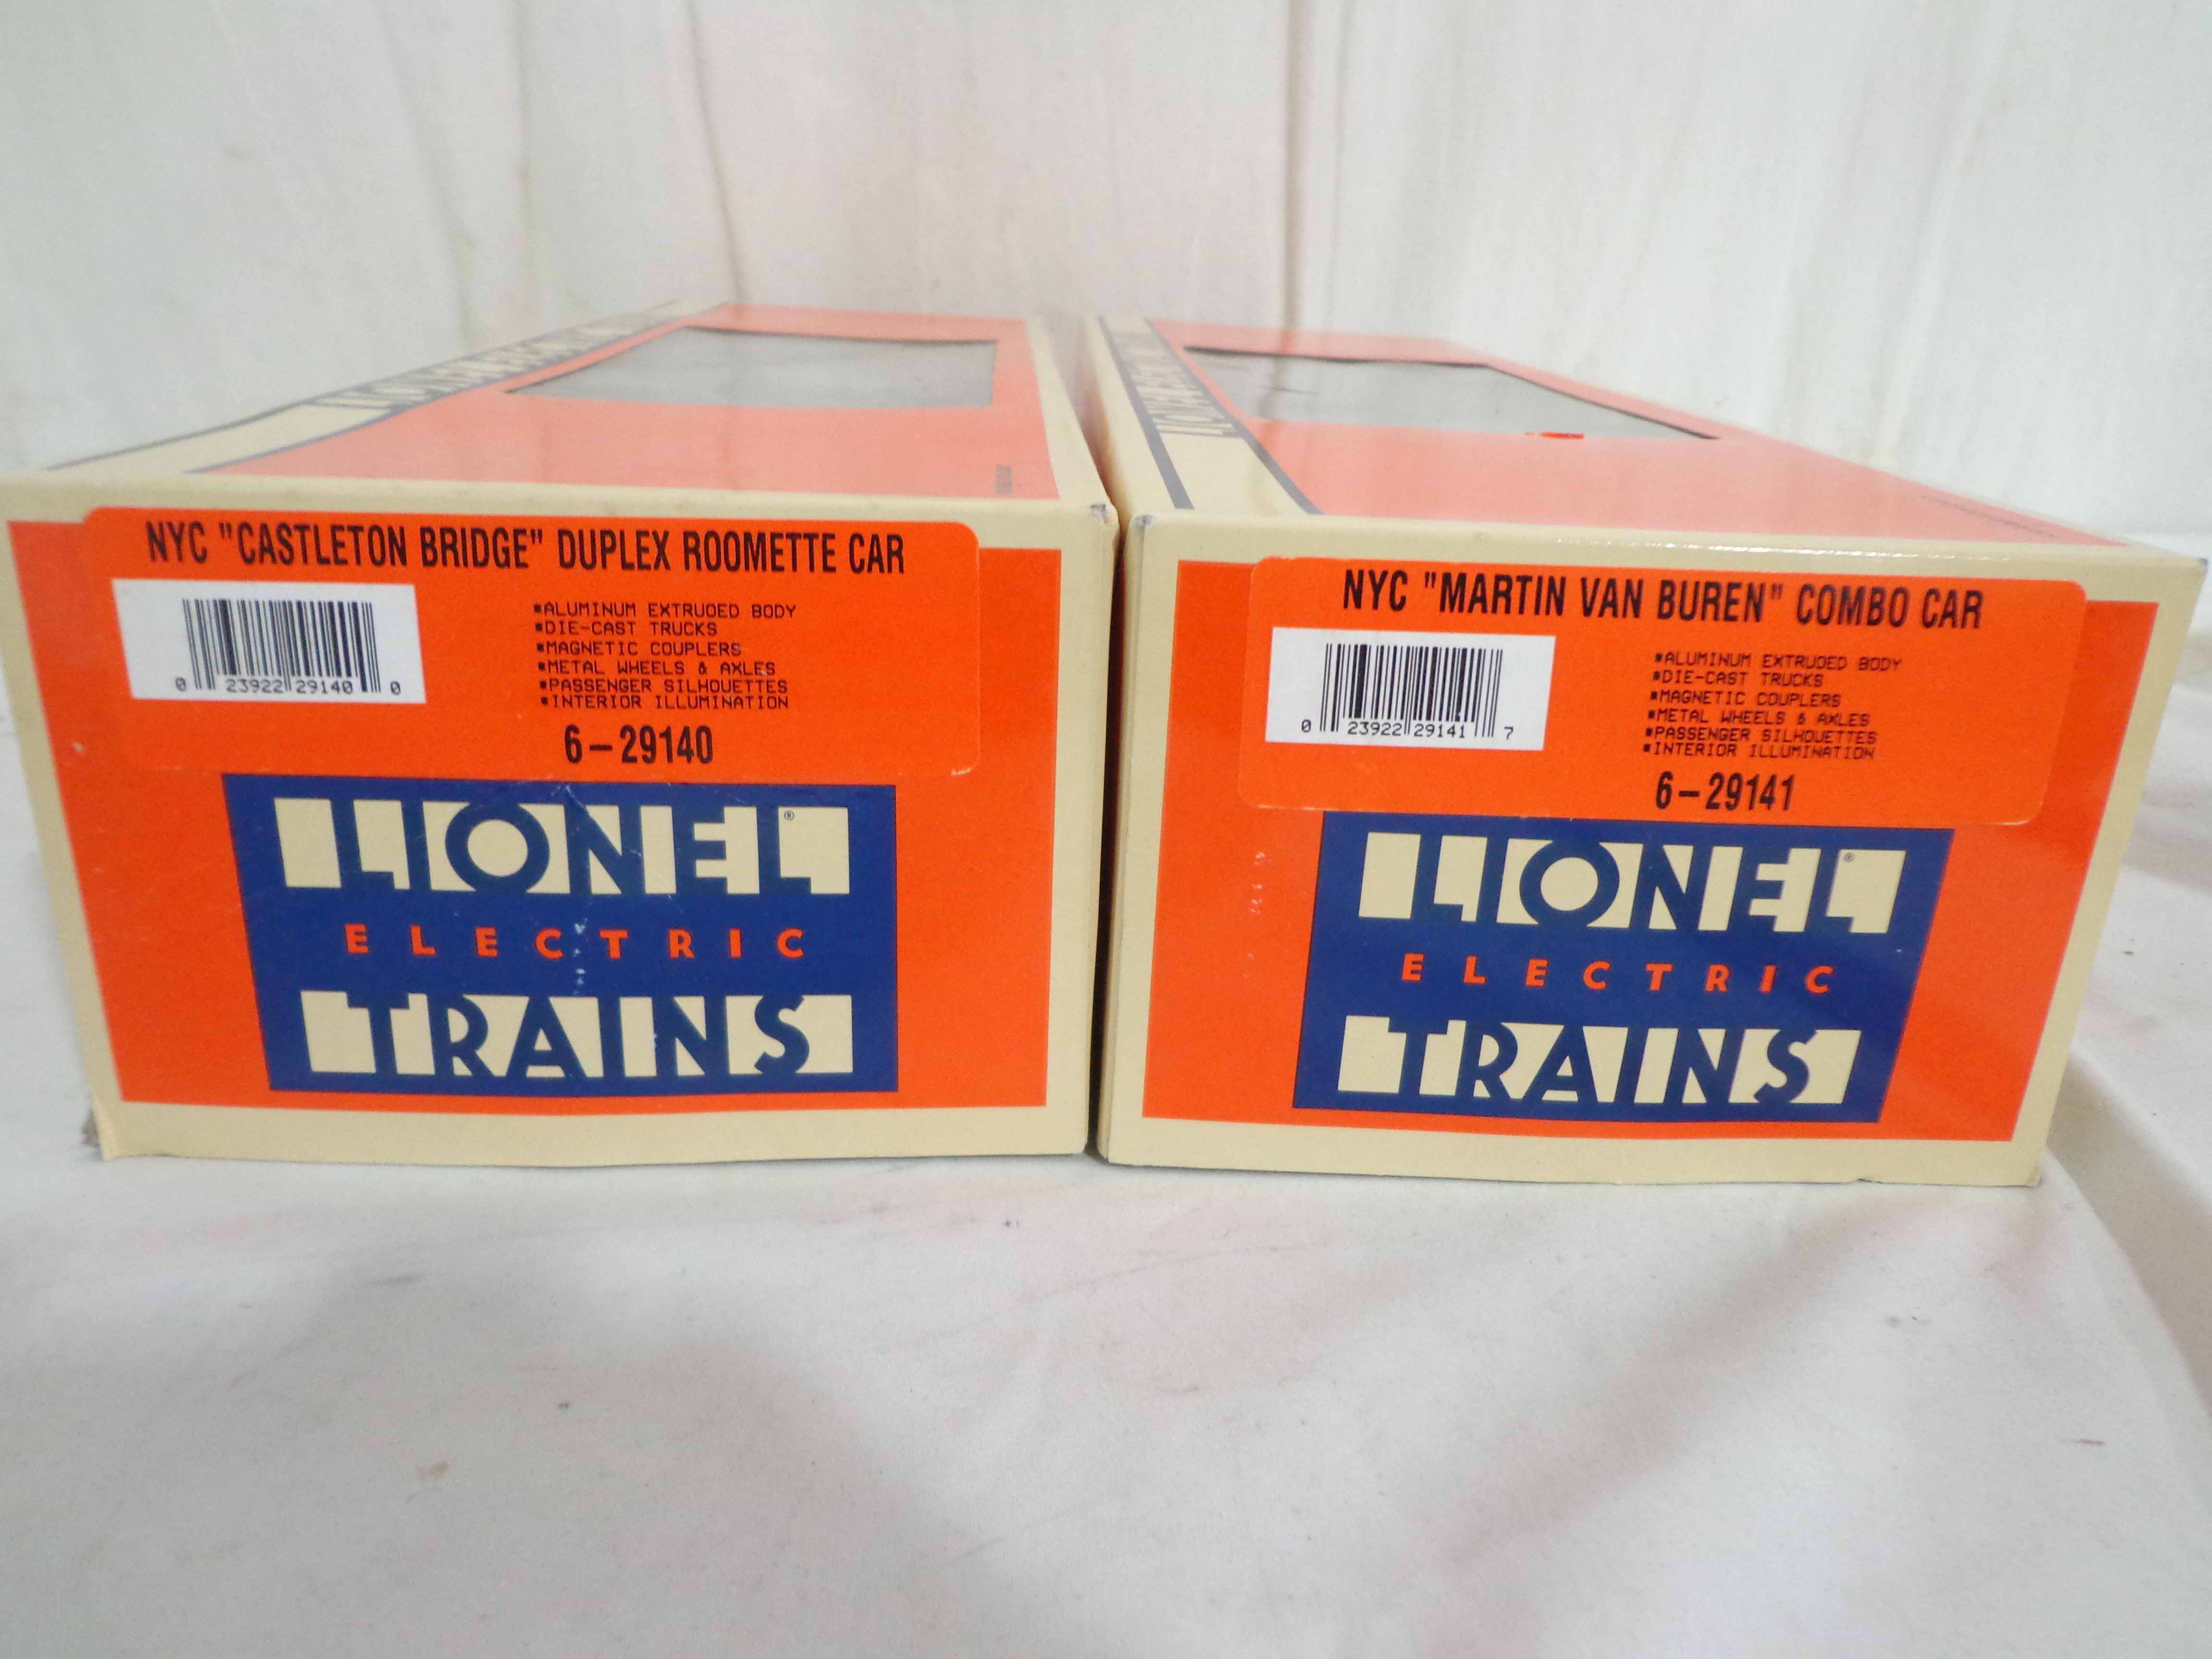 NYC "CASTLETON BRIDGE" DUPLEX ROOMETTE CAR
▪ALUMINUM EXTRUDED BODY
▪DIE-CAST TRUCKS
▪MAGNETIC COUPLERS
▪METAL WHEELS & AXLES
▪PASSENGER SILHOUETTES
▪INTERIOR ILLUMINATION
0 23922 29140 0
6-29140
LIONEL®
ELECTRIC
TRAINS
NYC "MARTIN VAN BUREN" COMBO CAR
▪ALUMINUM EXTRUDED BODY
▪DIE-CAST TRUCKS
▪MAGNETIC COUPLERS
▪METAL WHEELS & AXLES
▪PASSENGER SILHOUETTES
▪INTERIOR ILLUMINATION
0 23922 29141 7
6-29141
LIONEL®
ELECTRIC
TRAINS